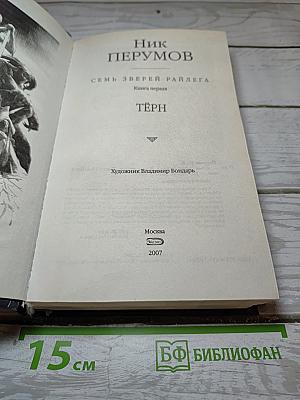 Ник
ПЕРУМОВ
СЕМЬ ЗВЕРЕЙ РАЙЛЕГА
Книга первая
ТЁРН
Художник Владимир Бондарь
Москва
2007
15 см
БФ БИБЛИОФАН